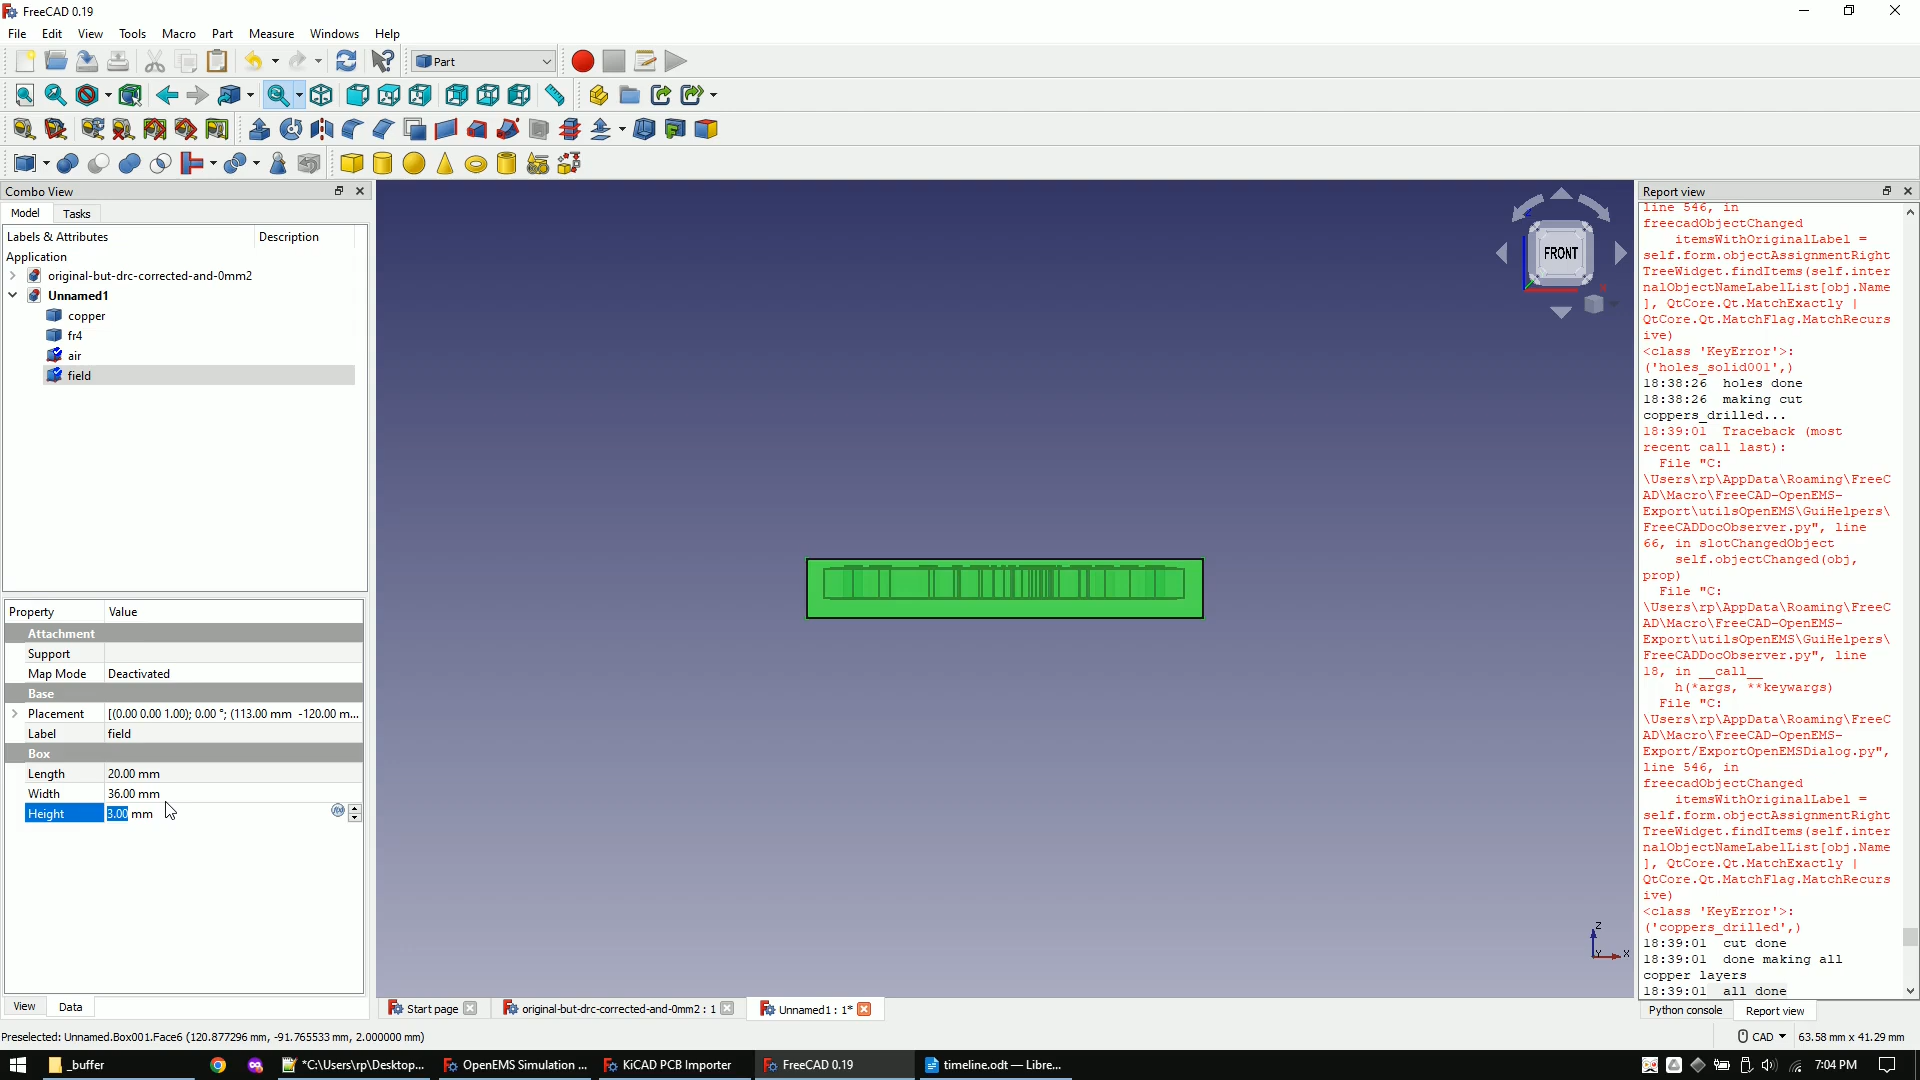 FreeCAD 0.19
File Edit View Tools Macro Part Measure Windows Help
Part
Combo View
Model Tasks
Labels & Attributes Description
Application
original-but-drc-corrected-and-0mm2
Unnamed1
copper
fr4
air
field
Property Value
Attachment
Support
Map Mode Deactivated
Base
Placement [(0.00 0.00 1.00); 0.00 °; (113.00 mm -120.00 m...
Label field
Box
Length 20.00 mm
Width 36.00 mm
Height 3.00 mm
View Data
FRONT
Z
X
Start page original-but-drc-corrected-and-0mm2 : 1 Unnamed1 : 1*
Report view
line 546, in
freecadObjectChanged
itemsWithOriginalLabel =
self.form.objectAssignmentRight
TreeWidget.findItems(self.inter
nalObjectNameLabelList[obj.Name
], QtCore.Qt.MatchExactly |
QtCore.Qt.MatchFlag.MatchRecurs
ive)
<class 'KeyError'>:
('holes_solid001',)
18:38:26 holes done
18:38:26 making cut
coppers_drilled...
18:39:01 Traceback (most
recent call last):
File "C:
\Users\rp\AppData\Roaming\FreeC
AD\Macro\FreeCAD-OpenEMS-
Export\utilsOpenEMS\GuiHelpers\
FreeCADDocObserver.py", line
66, in slotChangedObject
self.objectChanged(obj,
prop)
File "C:
\Users\rp\AppData\Roaming\FreeC
AD\Macro\FreeCAD-OpenEMS-
Export\utilsOpenEMS\GuiHelpers\
FreeCADDocObserver.py", line
18, in __call__
h(*args, **keywargs)
File "C:
\Users\rp\AppData\Roaming\FreeC
AD\Macro\FreeCAD-OpenEMS-
Export/ExportOpenEMSDialog.py",
line 546, in
freecadObjectChanged
itemsWithOriginalLabel =
self.form.objectAssignmentRight
TreeWidget.findItems(self.inter
nalObjectNameLabelList[obj.Name
], QtCore.Qt.MatchExactly |
QtCore.Qt.MatchFlag.MatchRecurs
ive)
<class 'KeyError'>:
('coppers_drilled',)
18:39:01 cut done
18:39:01 done making all
copper layers
18:39:01 all done
Python console Report view
Preselected: Unnamed.Box001.Face6 (120.877296 mm, -91.765533 mm, 2.000000 mm)
CAD 63.58 mm x 41.29 mm
_buffer *C:\Users\rp\Desktop... OpenEMS Simulation ... KiCAD PCB Importer FreeCAD 0.19 timeline.odt — Libre... 7:04 PM